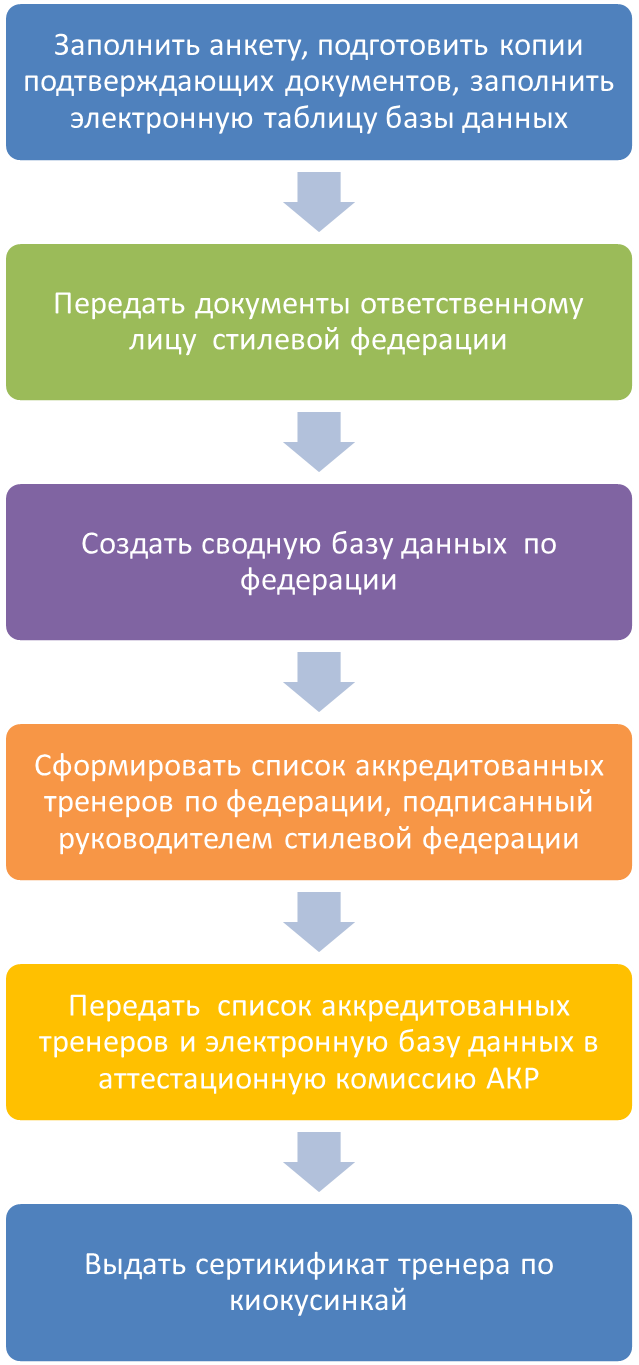 Заполнить анкету, подготовить копии
подтверждающих документов, заполнить
электронную таблицу базы данных
Передать документы ответственному
лицу стилевой федерации
Создать сводную базу данных по
федерации
Сформировать список аккредитованных
тренеров по федерации, подписанный
руководителем стилевой федерации
Передать список аккредитованных
тренеров и электронную базу данных в
аттестационную комиссию АКР
Выдать сертикификат тренера по
киокусинкай